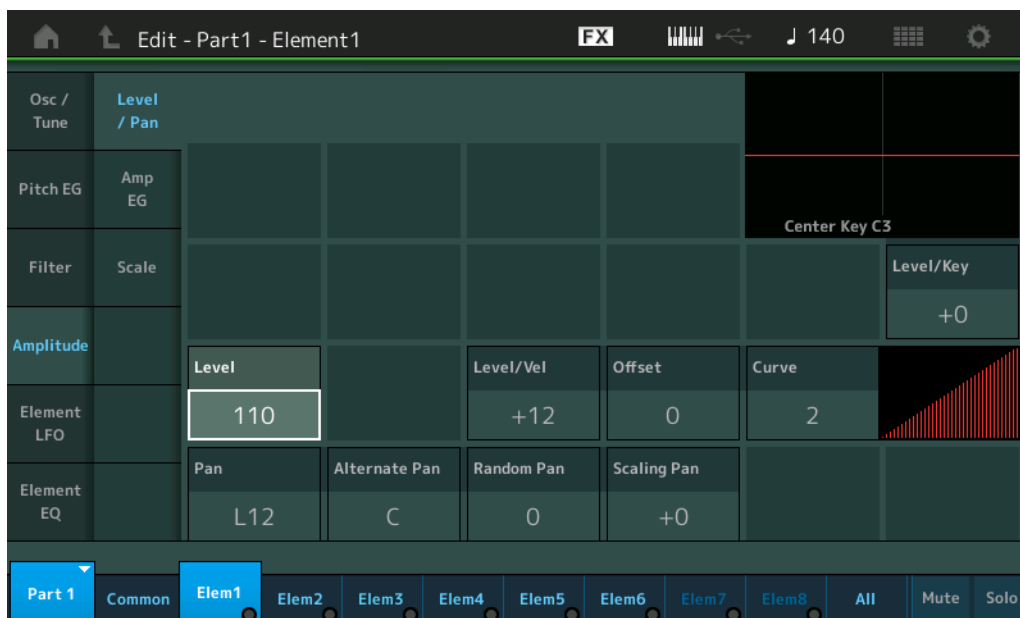 Edit - Part1 - Element1
FX
♩ 140
Osc /
Tune
Level
/ Pan
Pitch EG
Amp
EG
Center Key C3
Filter
Scale
Level/Key
+0
Amplitude
Level
Level/Vel
Offset
Curve
110
+12
0
2
Element
LFO
Pan
Alternate Pan
Random Pan
Scaling Pan
L12
C
0
+0
Element
EQ
Part 1
Common
Elem1
Elem2
Elem3
Elem4
Elem5
Elem6
Elem7
Elem8
All
Mute
Solo